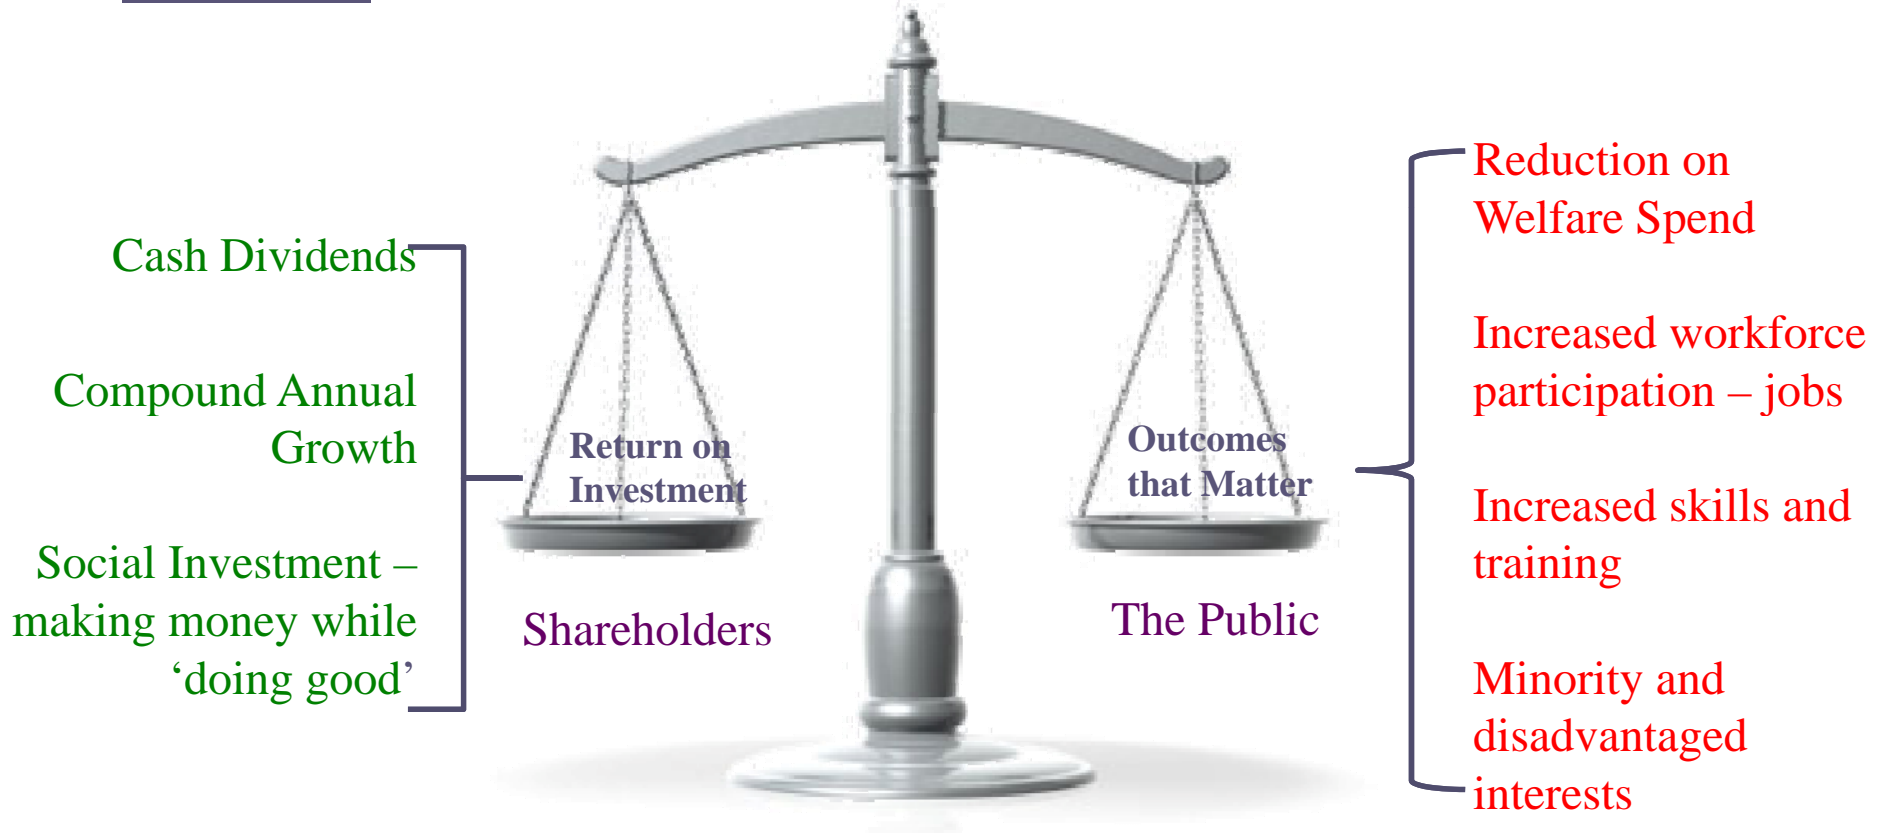 Cash Dividends
Compound Annual
Growth
Social Investment –
making money while
‘doing good’
Return on
Investment
Shareholders
Outcomes
that Matter
The Public
Reduction on
Welfare Spend
Increased workforce
participation – jobs
Increased skills and
training
Minority and
disadvantaged
interests